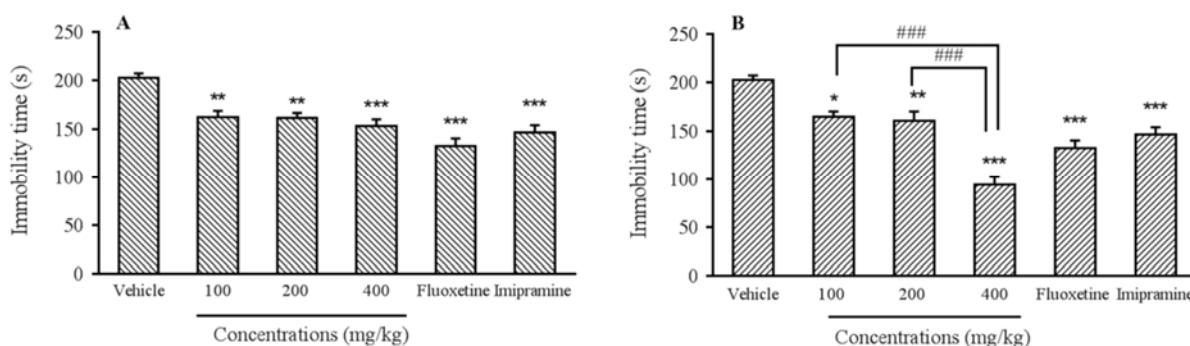 A
Immobility time (s)
250
200
150
100
50
0
**
**
***
***
***
Vehicle
100
200
400
Fluoxetine
Imipramine
Concentrations (mg/kg)
B
Immobility time (s)
250
200
150
100
50
0
###
###
*
**
***
***
***
Vehicle
100
200
400
Fluoxetine
Imipramine
Concentrations (mg/kg)